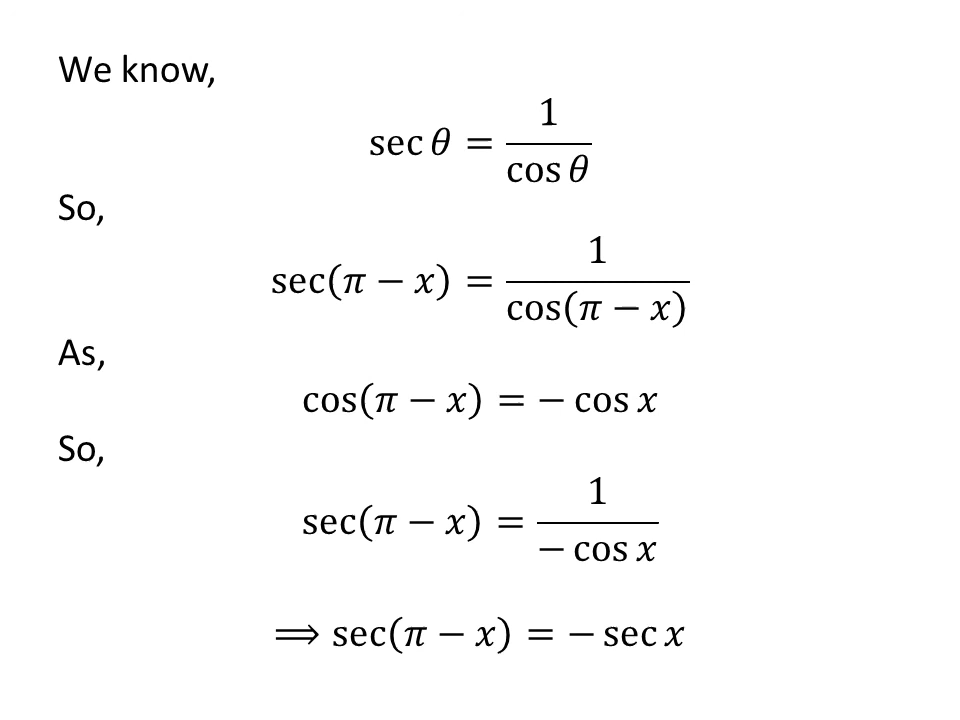 We know,
sec θ = 1/cos θ
So,
sec(π − x) = 1/cos(π − x)
As,
cos(π − x) = − cos x
So,
sec(π − x) = 1/− cos x
⟹ sec(π − x) = − sec x